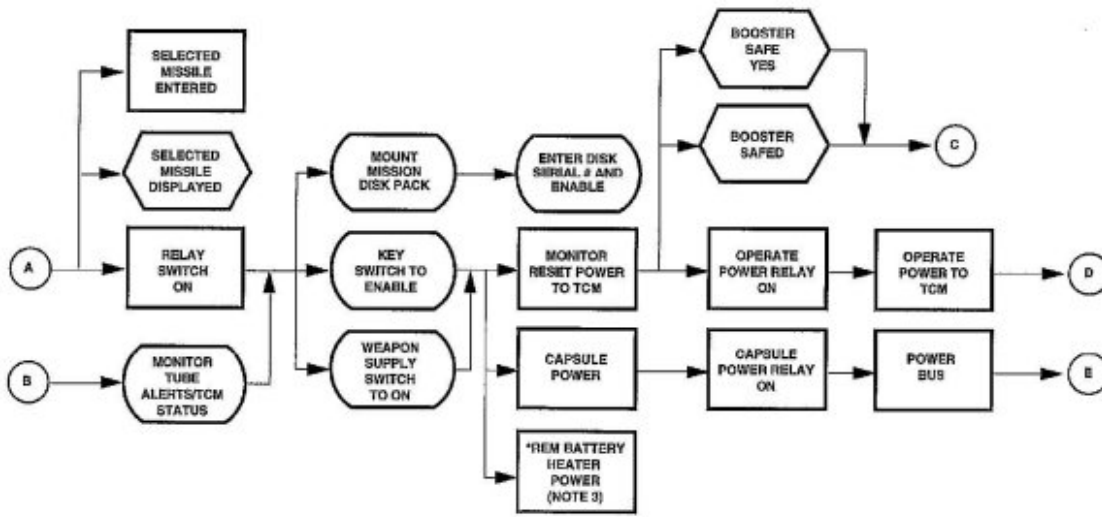 SELECTED
MISSILE
ENTERED
BOOSTER
SAFE
YES
SELECTED
MISSILE
DISPLAYED
MOUNT
MISSION
DISK PACK
ENTER DISK
SERIAL # AND
ENABLE
BOOSTER
SAFED
C
A
RELAY
SWITCH
ON
KEY
SWITCH TO
ENABLE
MONITOR
RESET POWER
TO TCM
OPERATE
POWER RELAY
ON
OPERATE
POWER TO
TCM
D
B
MONITOR
TUBE
ALERTS/TCM
STATUS
WEAPON
SUPPLY
SWITCH
TO ON
CAPSULE
POWER
CAPSULE
POWER RELAY
ON
POWER
BUS
E
*REM BATTERY
HEATER
POWER
(NOTE 3)